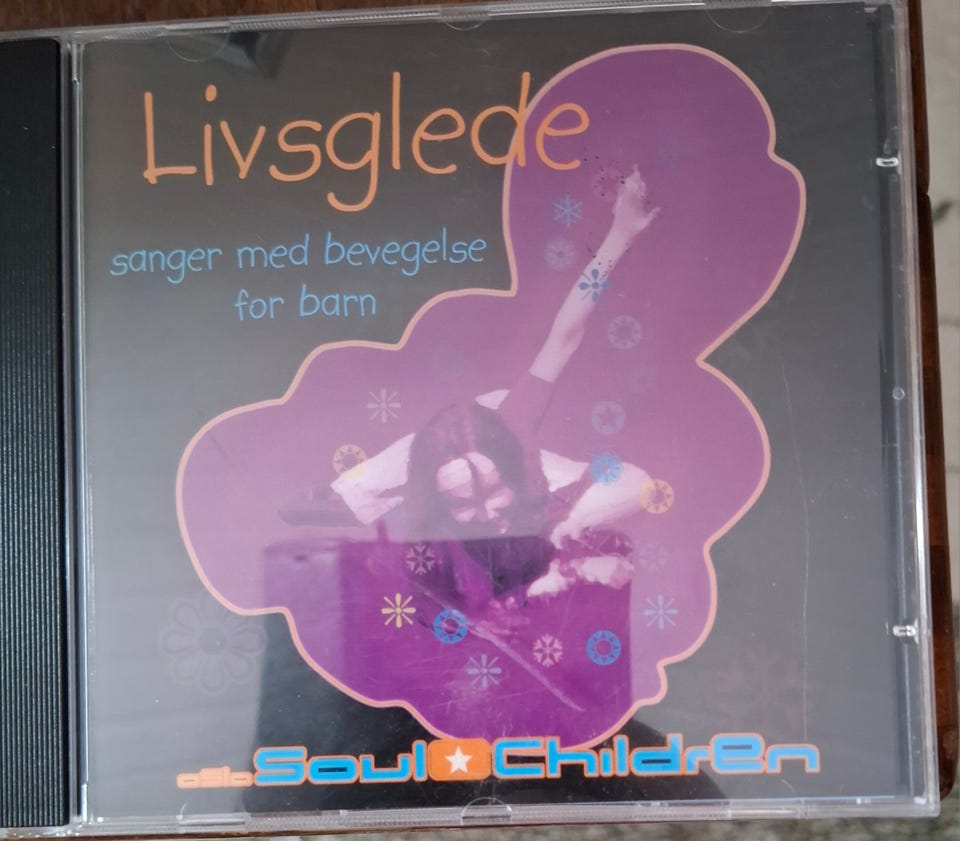 Livsglede
sanger med bevegelse
for barn
oslo Soul Children